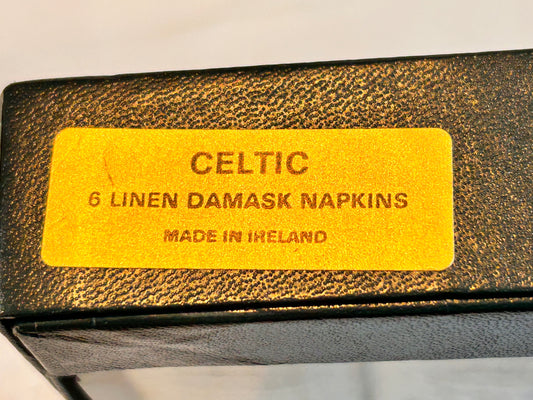 CELTIC
6 LINEN DAMASK NAPKINS
MADE IN IRELAND